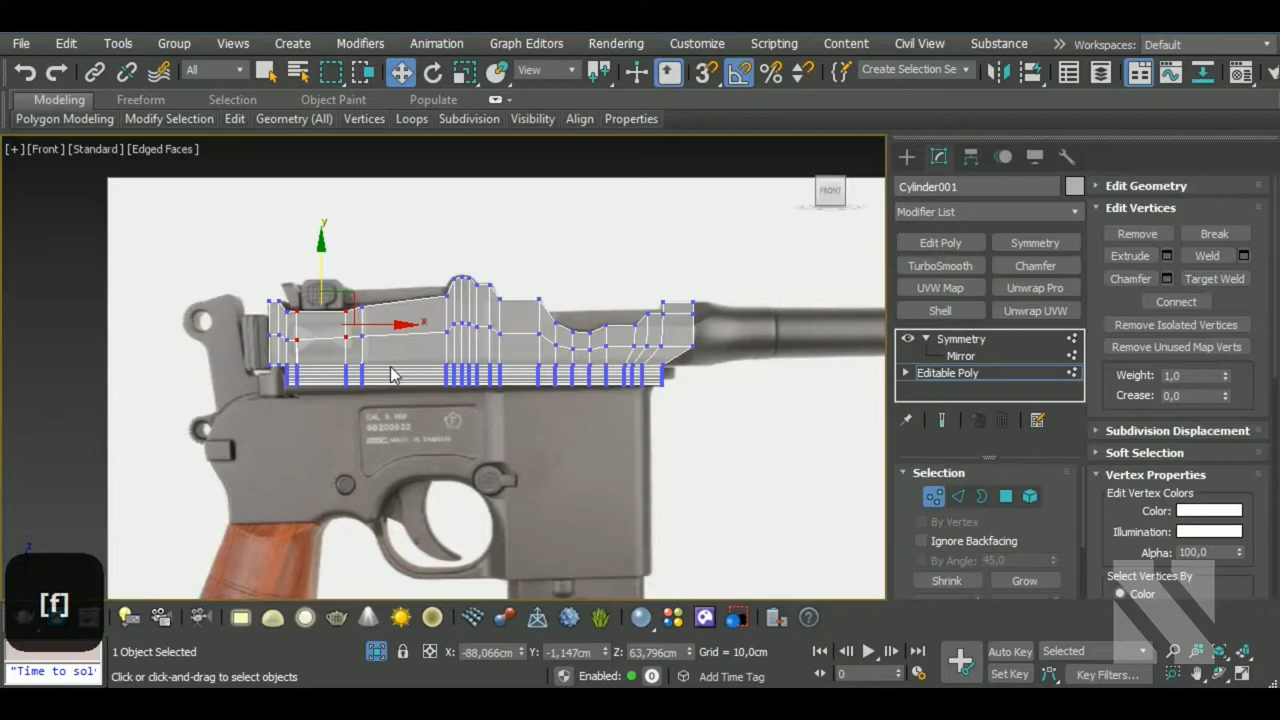 File Edit Tools Group Views Create Modifiers Animation Graph Editors Rendering Customize Scripting Content Civil View Substance Workspaces: Default
All View Create Selection Se
Modeling Freeform Selection Object Paint Populate
Polygon Modeling Modify Selection Edit Geometry (All) Vertices Loops Subdivision Visibility Align Properties
[+] [Front] [Standard] [Edged Faces]
FRONT
Cylinder001
Modifier List
Edit Poly Symmetry
TurboSmooth Chamfer
UVW Map Unwrap Pro
Shell Unwrap UVW
Symmetry
Mirror
Editable Poly
Selection
By Vertex
Ignore Backfacing
By Angle: 45,0
Shrink Grow
Edit Geometry
Edit Vertices
Remove Break
Extrude Weld
Chamfer Target Weld
Connect
Remove Isolated Vertices
Remove Unused Map Verts
Weight: 1,0
Crease: 0,0
Subdivision Displacement
Soft Selection
Vertex Properties
Edit Vertex Colors
Color:
Illumination:
Alpha: 100,0
Select Vertices By
Color
y
x
z
[f]
"Time to sol
1 Object Selected X: -88,066cm Y: -1,147cm Z: 63,796cm Grid = 10,0cm
Click or click-and-drag to select objects Enabled: 0 Add Time Tag
0
Auto Key Selected
Set Key Key Filters...